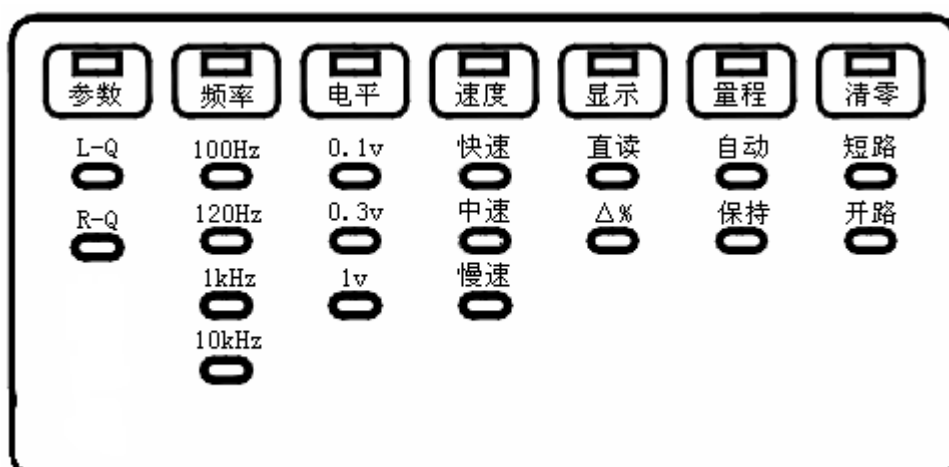 参数 频率 电平 速度 显示 量程 清零
L-Q 100Hz 0.1v 快速 直读 自动 短路
R-Q 120Hz 0.3v 中速 △% 保持 开路
1kHz 1v 慢速
10kHz